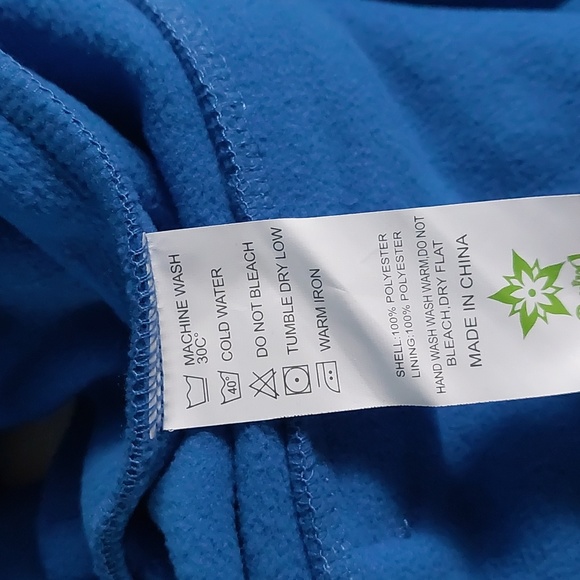 MACHINE WASH
30C°
COLD WATER
40°
DO NOT BLEACH
TUMBLE DRY LOW
WARM IRON
SHELL:100% POLYESTER
LINING:100% POLYESTER
HAND WASH WASH WARM,DO NOT
BLEACH,DRY FLAT
MADE IN CHINA